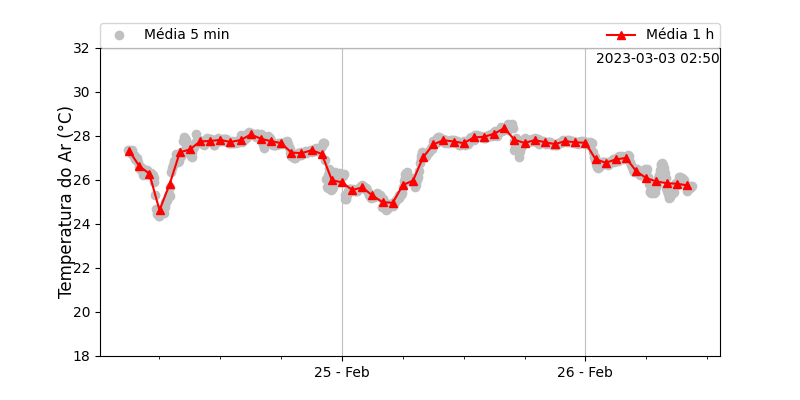 Média 5 min
Média 1 h
2023-03-03 02:50
Temperatura do Ar (°C)
32
30
28
26
24
22
20
18
25 - Feb
26 - Feb